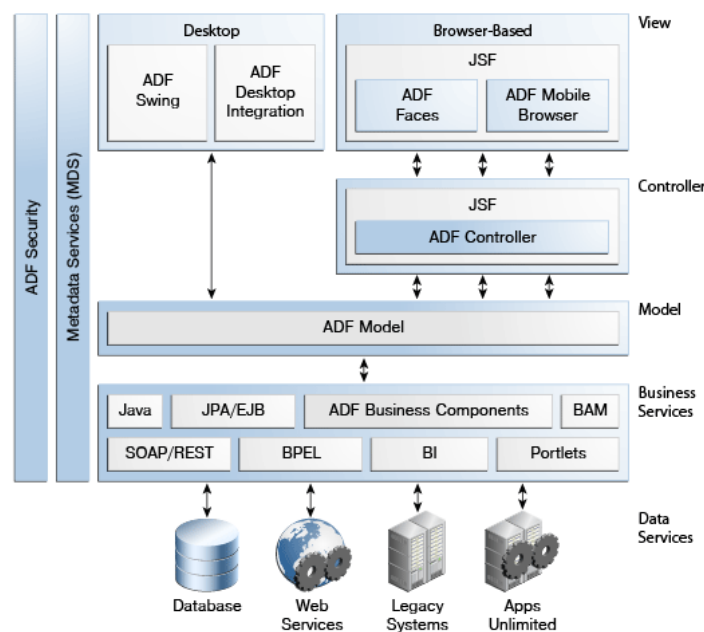 Desktop
Browser-Based
View
JSF
ADF
Swing
ADF
Desktop
Integration
ADF
Faces
ADF Mobile
Browser
Controller
JSF
ADF Controller
ADF Security
Metadata Services (MDS)
Model
ADF Model
Business
Services
Java
JPA/EJB
ADF Business Components
BAM
SOAP/REST
BPEL
BI
Portlets
Data
Services
Database
Web
Services
Legacy
Systems
Apps
Unlimited